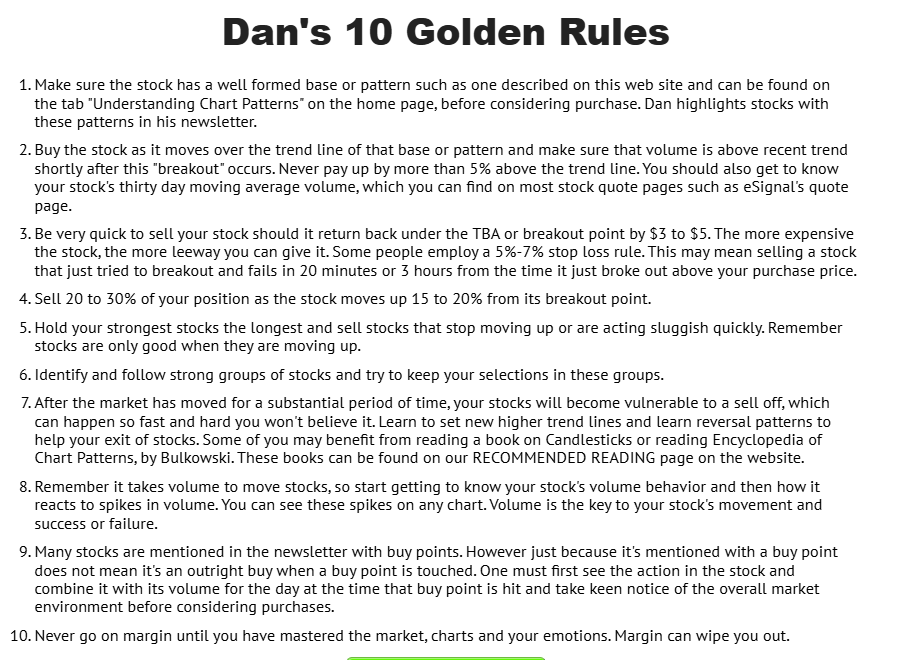 Dan's 10 Golden Rules
1. Make sure the stock has a well formed base or pattern such as one described on this web site and can be found on
the tab "Understanding Chart Patterns" on the home page, before considering purchase. Dan highlights stocks with
these patterns in his newsletter.
2. Buy the stock as it moves over the trend line of that base or pattern and make sure that volume is above recent trend
shortly after this "breakout" occurs. Never pay up by more than 5% above the trend line. You should also get to know
your stock's thirty day moving average volume, which you can find on most stock quote pages such as eSignal's quote
page.
3. Be very quick to sell your stock should it return back under the TBA or breakout point by $3 to $5. The more expensive
the stock, the more leeway you can give it. Some people employ a 5%-7% stop loss rule. This may mean selling a stock
that just tried to breakout and fails in 20 minutes or 3 hours from the time it just broke out above your purchase price.
4. Sell 20 to 30% of your position as the stock moves up 15 to 20% from its breakout point.
5. Hold your strongest stocks the longest and sell stocks that stop moving up or are acting sluggish quickly. Remember
stocks are only good when they are moving up.
6. Identify and follow strong groups of stocks and try to keep your selections in these groups.
7. After the market has moved for a substantial period of time, your stocks will become vulnerable to a sell off, which
can happen so fast and hard you won't believe it. Learn to set new higher trend lines and learn reversal patterns to
help your exit of stocks. Some of you may benefit from reading a book on Candlesticks or reading Encyclopedia of
Chart Patterns, by Bulkowski. These books can be found on our RECOMMENDED READING page on the website.
8. Remember it takes volume to move stocks, so start getting to know your stock's volume behavior and then how it
reacts to spikes in volume. You can see these spikes on any chart. Volume is the key to your stock's movement and
success or failure.
9. Many stocks are mentioned in the newsletter with buy points. However just because it's mentioned with a buy point
does not mean it's an outright buy when a buy point is touched. One must first see the action in the stock and
combine it with its volume for the day at the time that buy point is hit and take keen notice of the overall market
environment before considering purchases.
10. Never go on margin until you have mastered the market, charts and your emotions. Margin can wipe you out.